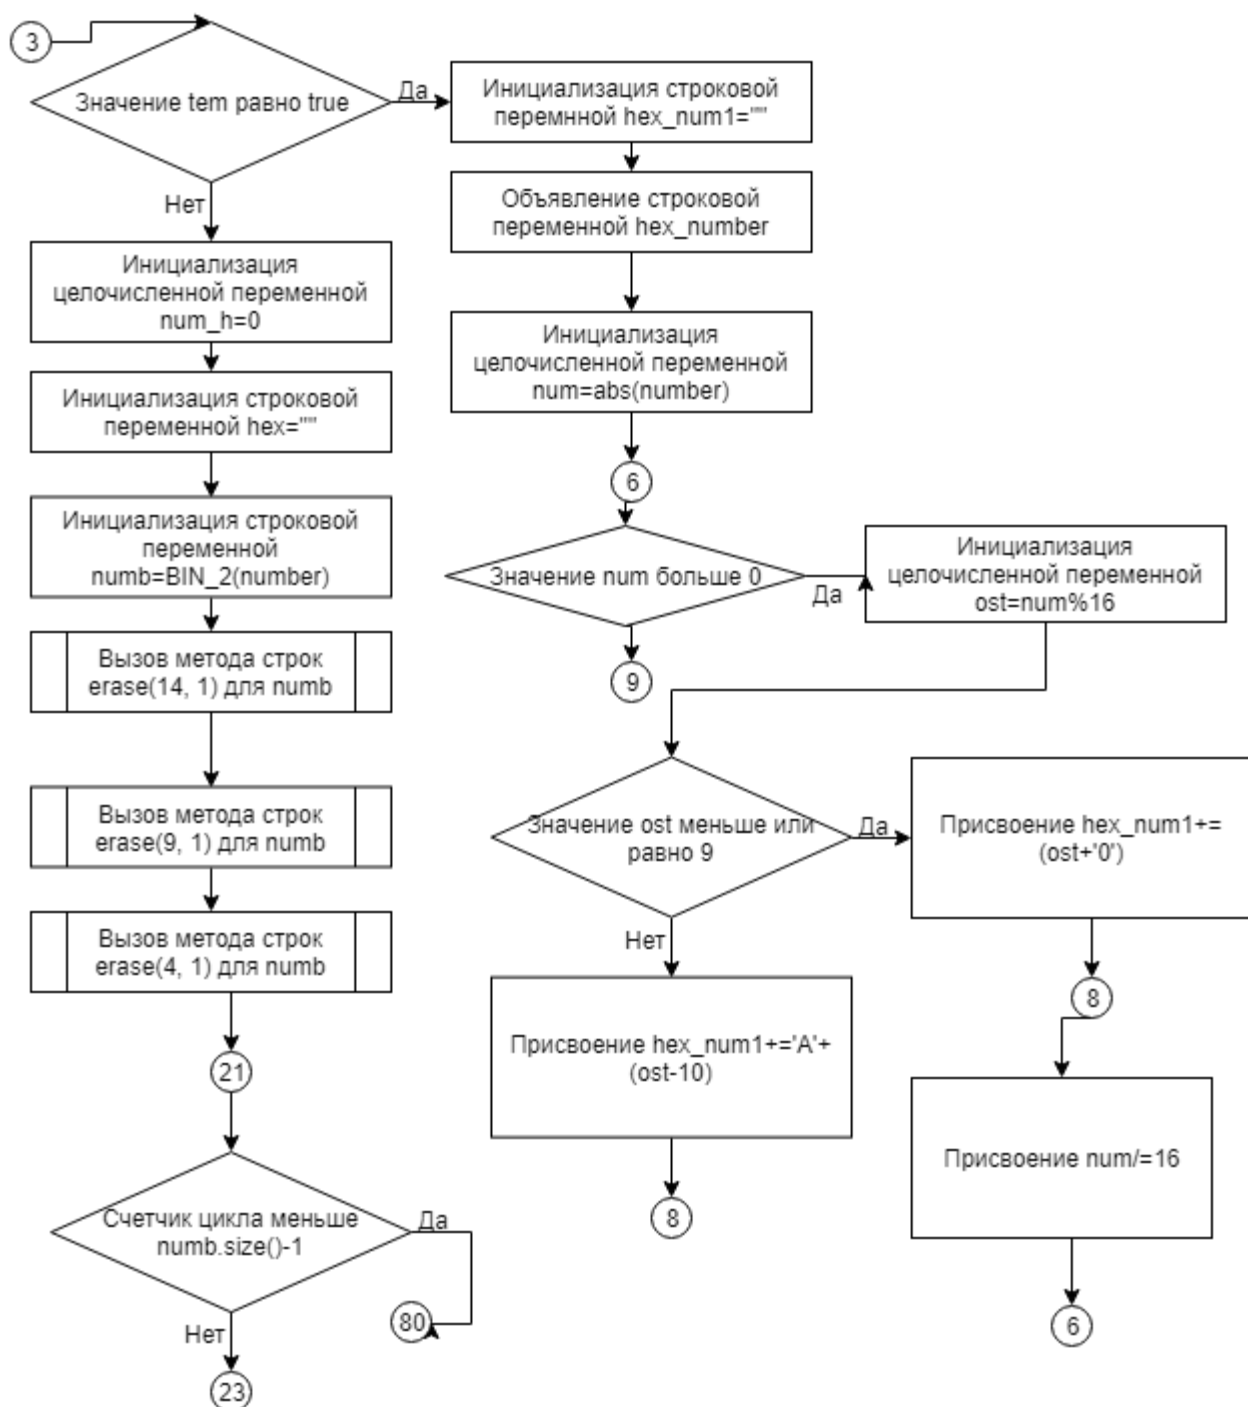 3
Значение tem равно true
Да
Нет
Инициализация строковой
перемнной hex_num1=""
Объявление строковой
переменной hex_number
Инициализация
целочисленной переменной
num=abs(number)
6
Значение num больше 0
Да
Инициализация
целочисленной переменной
ost=num%16
9
Значение ost меньше или
равно 9
Да
Нет
Присвоение hex_num1+=
(ost+'0')
8
Присвоение num/=16
6
Присвоение hex_num1+='A'+
(ost-10)
8
Инициализация
целочисленной переменной
num_h=0
Инициализация строковой
переменной hex=""
Инициализация строковой
переменной
numb=BIN_2(number)
Вызов метода строк
erase(14, 1) для numb
Вызов метода строк
erase(9, 1) для numb
Вызов метода строк
erase(4, 1) для numb
21
Счетчик цикла меньше
numb.size()-1
Да
80
Нет
23